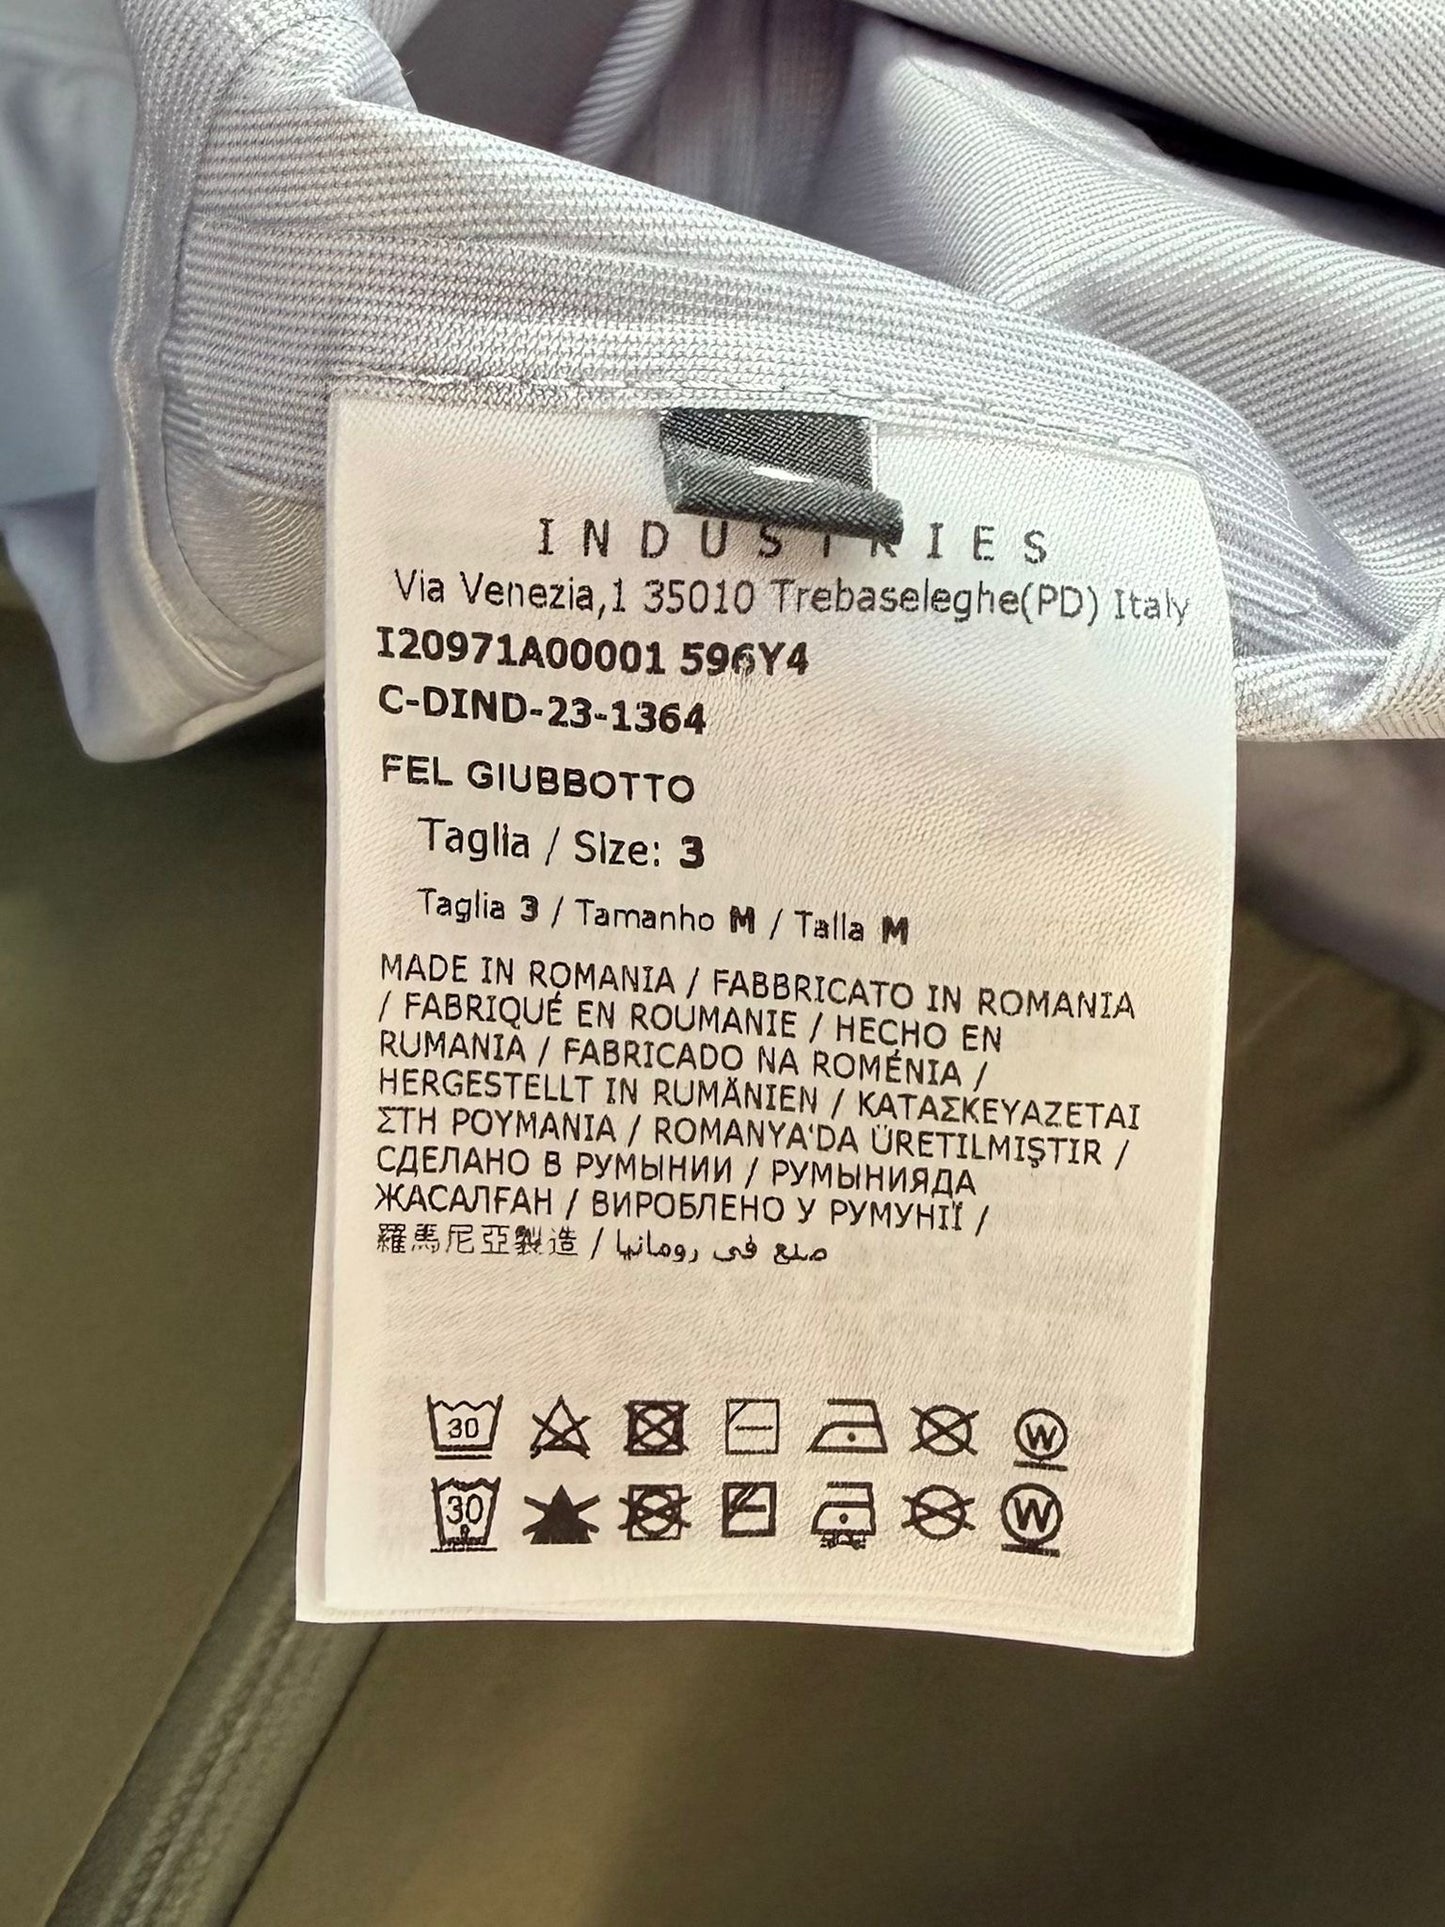 INDUSTRIES
Via Venezia,1 35010 Trebaseleghe(PD) Italy
I20971A00001 596Y4
C-DIND-23-1364
FEL GIUBBOTTO
Taglia / Size: 3
Taglia 3 / Tamanho M / Talla M
MADE IN ROMANIA / FABBRICATO IN ROMANIA
/ FABRIQUÉ EN ROUMANIE / HECHO EN
RUMANIA / FABRICADO NA ROMÉNIA /
HERGESTELLT IN RUMÄNIEN / ΚΑΤΑΣΚΕΥΑΖΕΤΑΙ
ΣΤΗ ΡΟΥΜΑΝΙΑ / ROMANYA'DA ÜRETILMIŞTIR /
СДЕЛАНО В РУМЫНИИ / РУМЫНИЯДА
ЖАСАЛҒАН / ВИРОБЛЕНО У РУМУНІЇ /
羅馬尼亞製造 / صنع في رومانيا
30 W
30 W